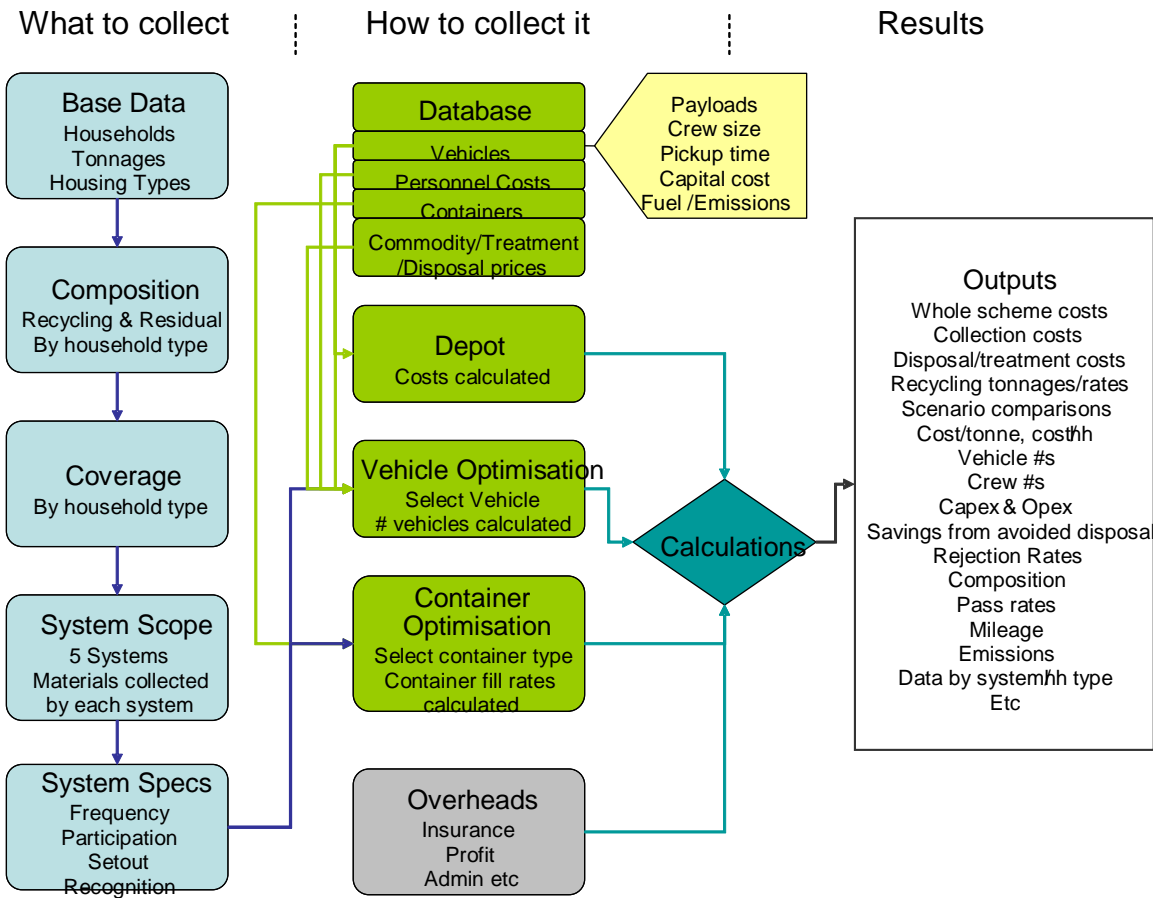 What to collect
How to collect it
Results
Base Data
Households
Tonnages
Housing Types
Composition
Recycling & Residual
By household type
Coverage
By household type
System Scope
5 Systems
Materials collected
by each system
System Specs
Frequency
Participation
Setout
Recognition
Database
Vehicles
Personnel Costs
Containers
Commodity/Treatment
/Disposal prices
Payloads
Crew size
Pickup time
Capital cost
Fuel /Emissions
Depot
Costs calculated
Vehicle Optimisation
Select Vehicle
# vehicles calculated
Container
Optimisation
Select container type
Container fill rates
calculated
Overheads
Insurance
Profit
Admin etc
Calculations
Outputs
Whole scheme costs
Collection costs
Disposal/treatment costs
Recycling tonnages/rates
Scenario comparisons
Cost/tonne, cost/hh
Vehicle #s
Crew #s
Capex & Opex
Savings from avoided disposal
Rejection Rates
Composition
Pass rates
Mileage
Emissions
Data by system/hh type
Etc